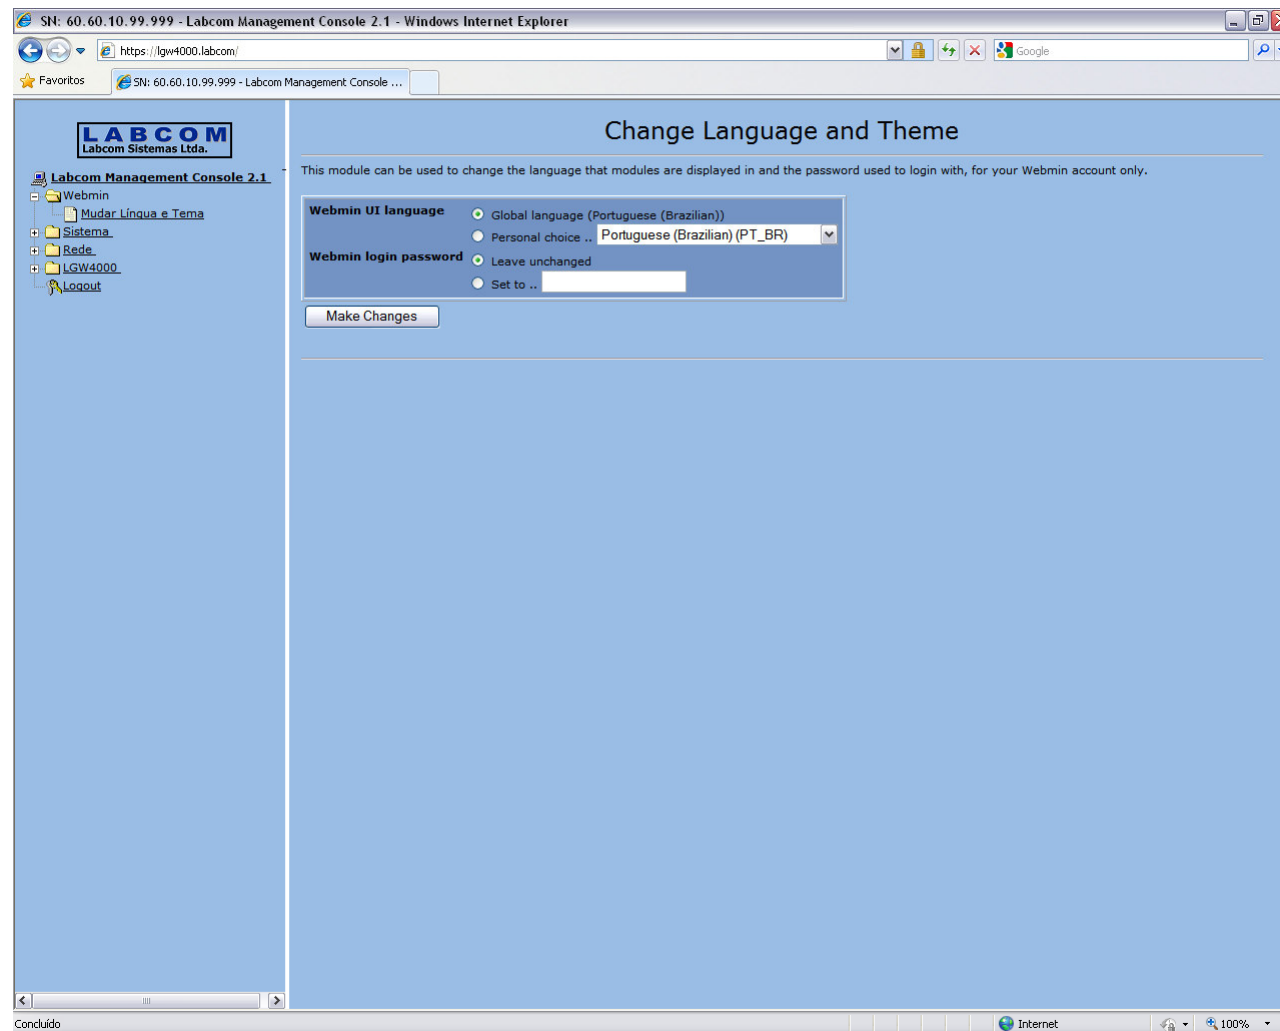 SN: 60.60.10.99.999 - Labcom Management Console 2.1 - Windows Internet Explorer
https://lgw4000.labcom/
Google
Favoritos
SN: 60.60.10.99.999 - Labcom Management Console ...
LABCOM
Labcom Sistemas Ltda.
Labcom Management Console 2.1
Webmin
Mudar Língua e Tema
Sistema
Rede
LGW4000
Logout
Change Language and Theme
This module can be used to change the language that modules are displayed in and the password used to login with, for your Webmin account only.
Webmin UI language
Global language (Portuguese (Brazilian))
Personal choice .. Portuguese (Brazilian) (PT_BR)
Webmin login password
Leave unchanged
Set to ..
Make Changes
Concluído
Internet
100%